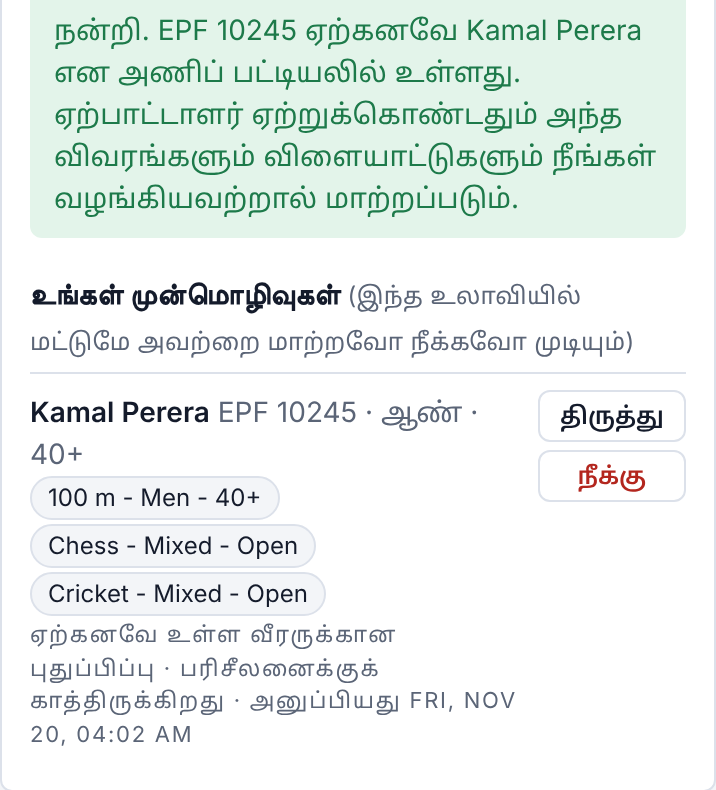 நன்றி. EPF 10245 ஏற்கனவே Kamal Perera
என அணிப் பட்டியலில் உள்ளது.
ஏற்பாட்டாளர் ஏற்றுக்கொண்டதும் அந்த
விவரங்களும் விளையாட்டுகளும் நீங்கள்
வழங்கியவற்றால் மாற்றப்படும்.
உங்கள் முன்மொழிவுகள் (இந்த உலாவியில்
மட்டுமே அவற்றை மாற்றவோ நீக்கவோ முடியும்)
Kamal Perera EPF 10245 · ஆண் ·
40+
திருத்து
நீக்கு
100 m - Men - 40+
Chess - Mixed - Open
Cricket - Mixed - Open
ஏற்கனவே உள்ள வீரருக்கான
புதுப்பிப்பு · பரிசீலனைக்குக்
காத்திருக்கிறது · அனுப்பியது FRI, NOV
20, 04:02 AM